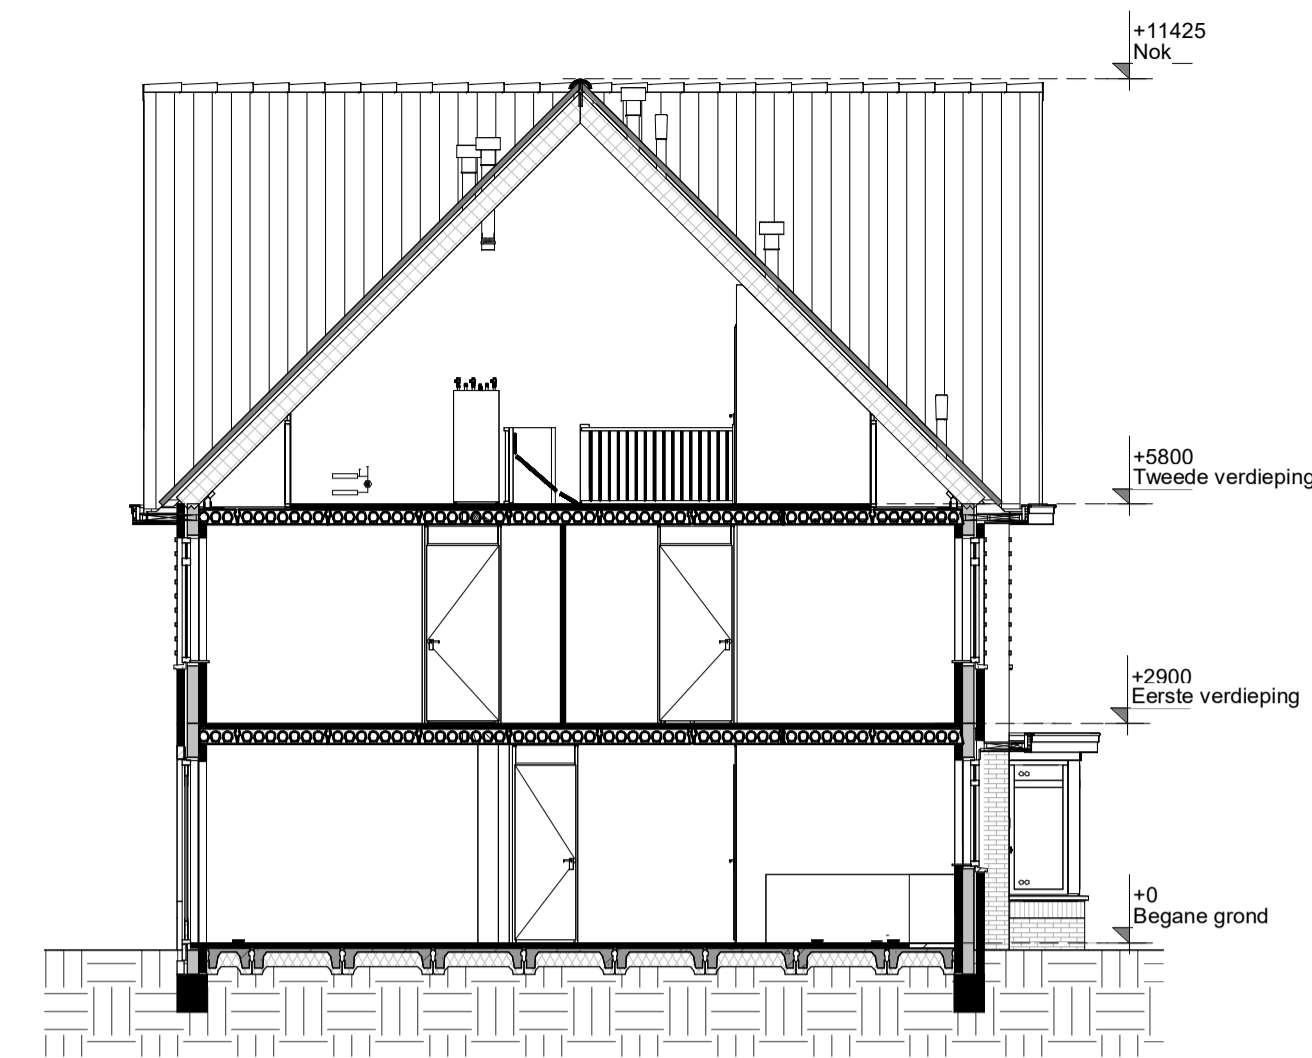 +11425
Nok
+5800
Tweede verdieping
+2900
Eerste verdieping
+0
Begane grond